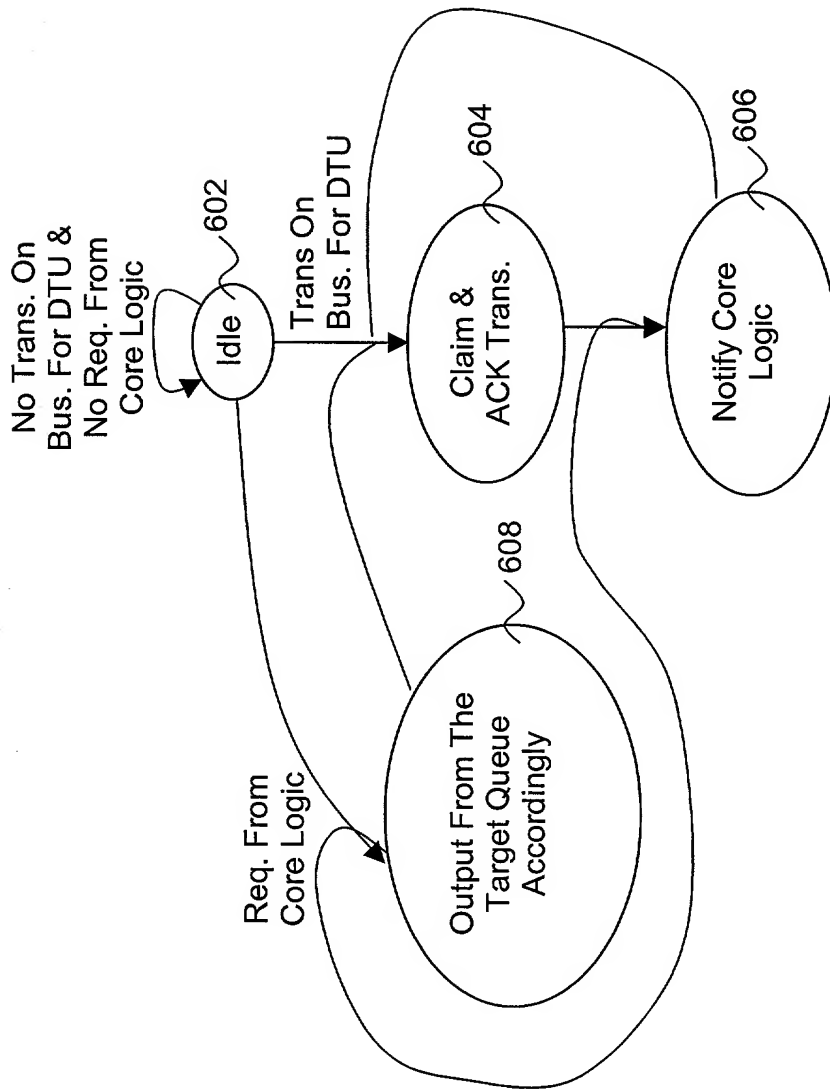 No Trans. On
Bus. For DTU &
No Req. From
Core Logic
602
Idle
Trans On
Bus. For DTU
Req. From
Core Logic
604
Claim &
ACK Trans.
608
Output From The
Target Queue
Accordingly
606
Notify Core
Logic